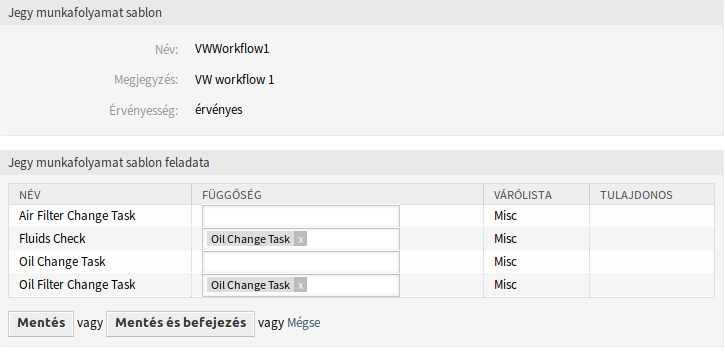 Jegy munkafolyamat sablon
Név: VWWorkflow1
Megjegyzés: VW workflow 1
Érvényesség: érvényes
Jegy munkafolyamat sablon feladata
NÉV FÜGGŐSÉG VÁRÓLISTA TULAJDONOS
Air Filter Change Task Misc
Fluids Check Oil Change Task x Misc
Oil Change Task Misc
Oil Filter Change Task Oil Change Task x Misc
Mentés vagy Mentés és befejezés vagy Mégse